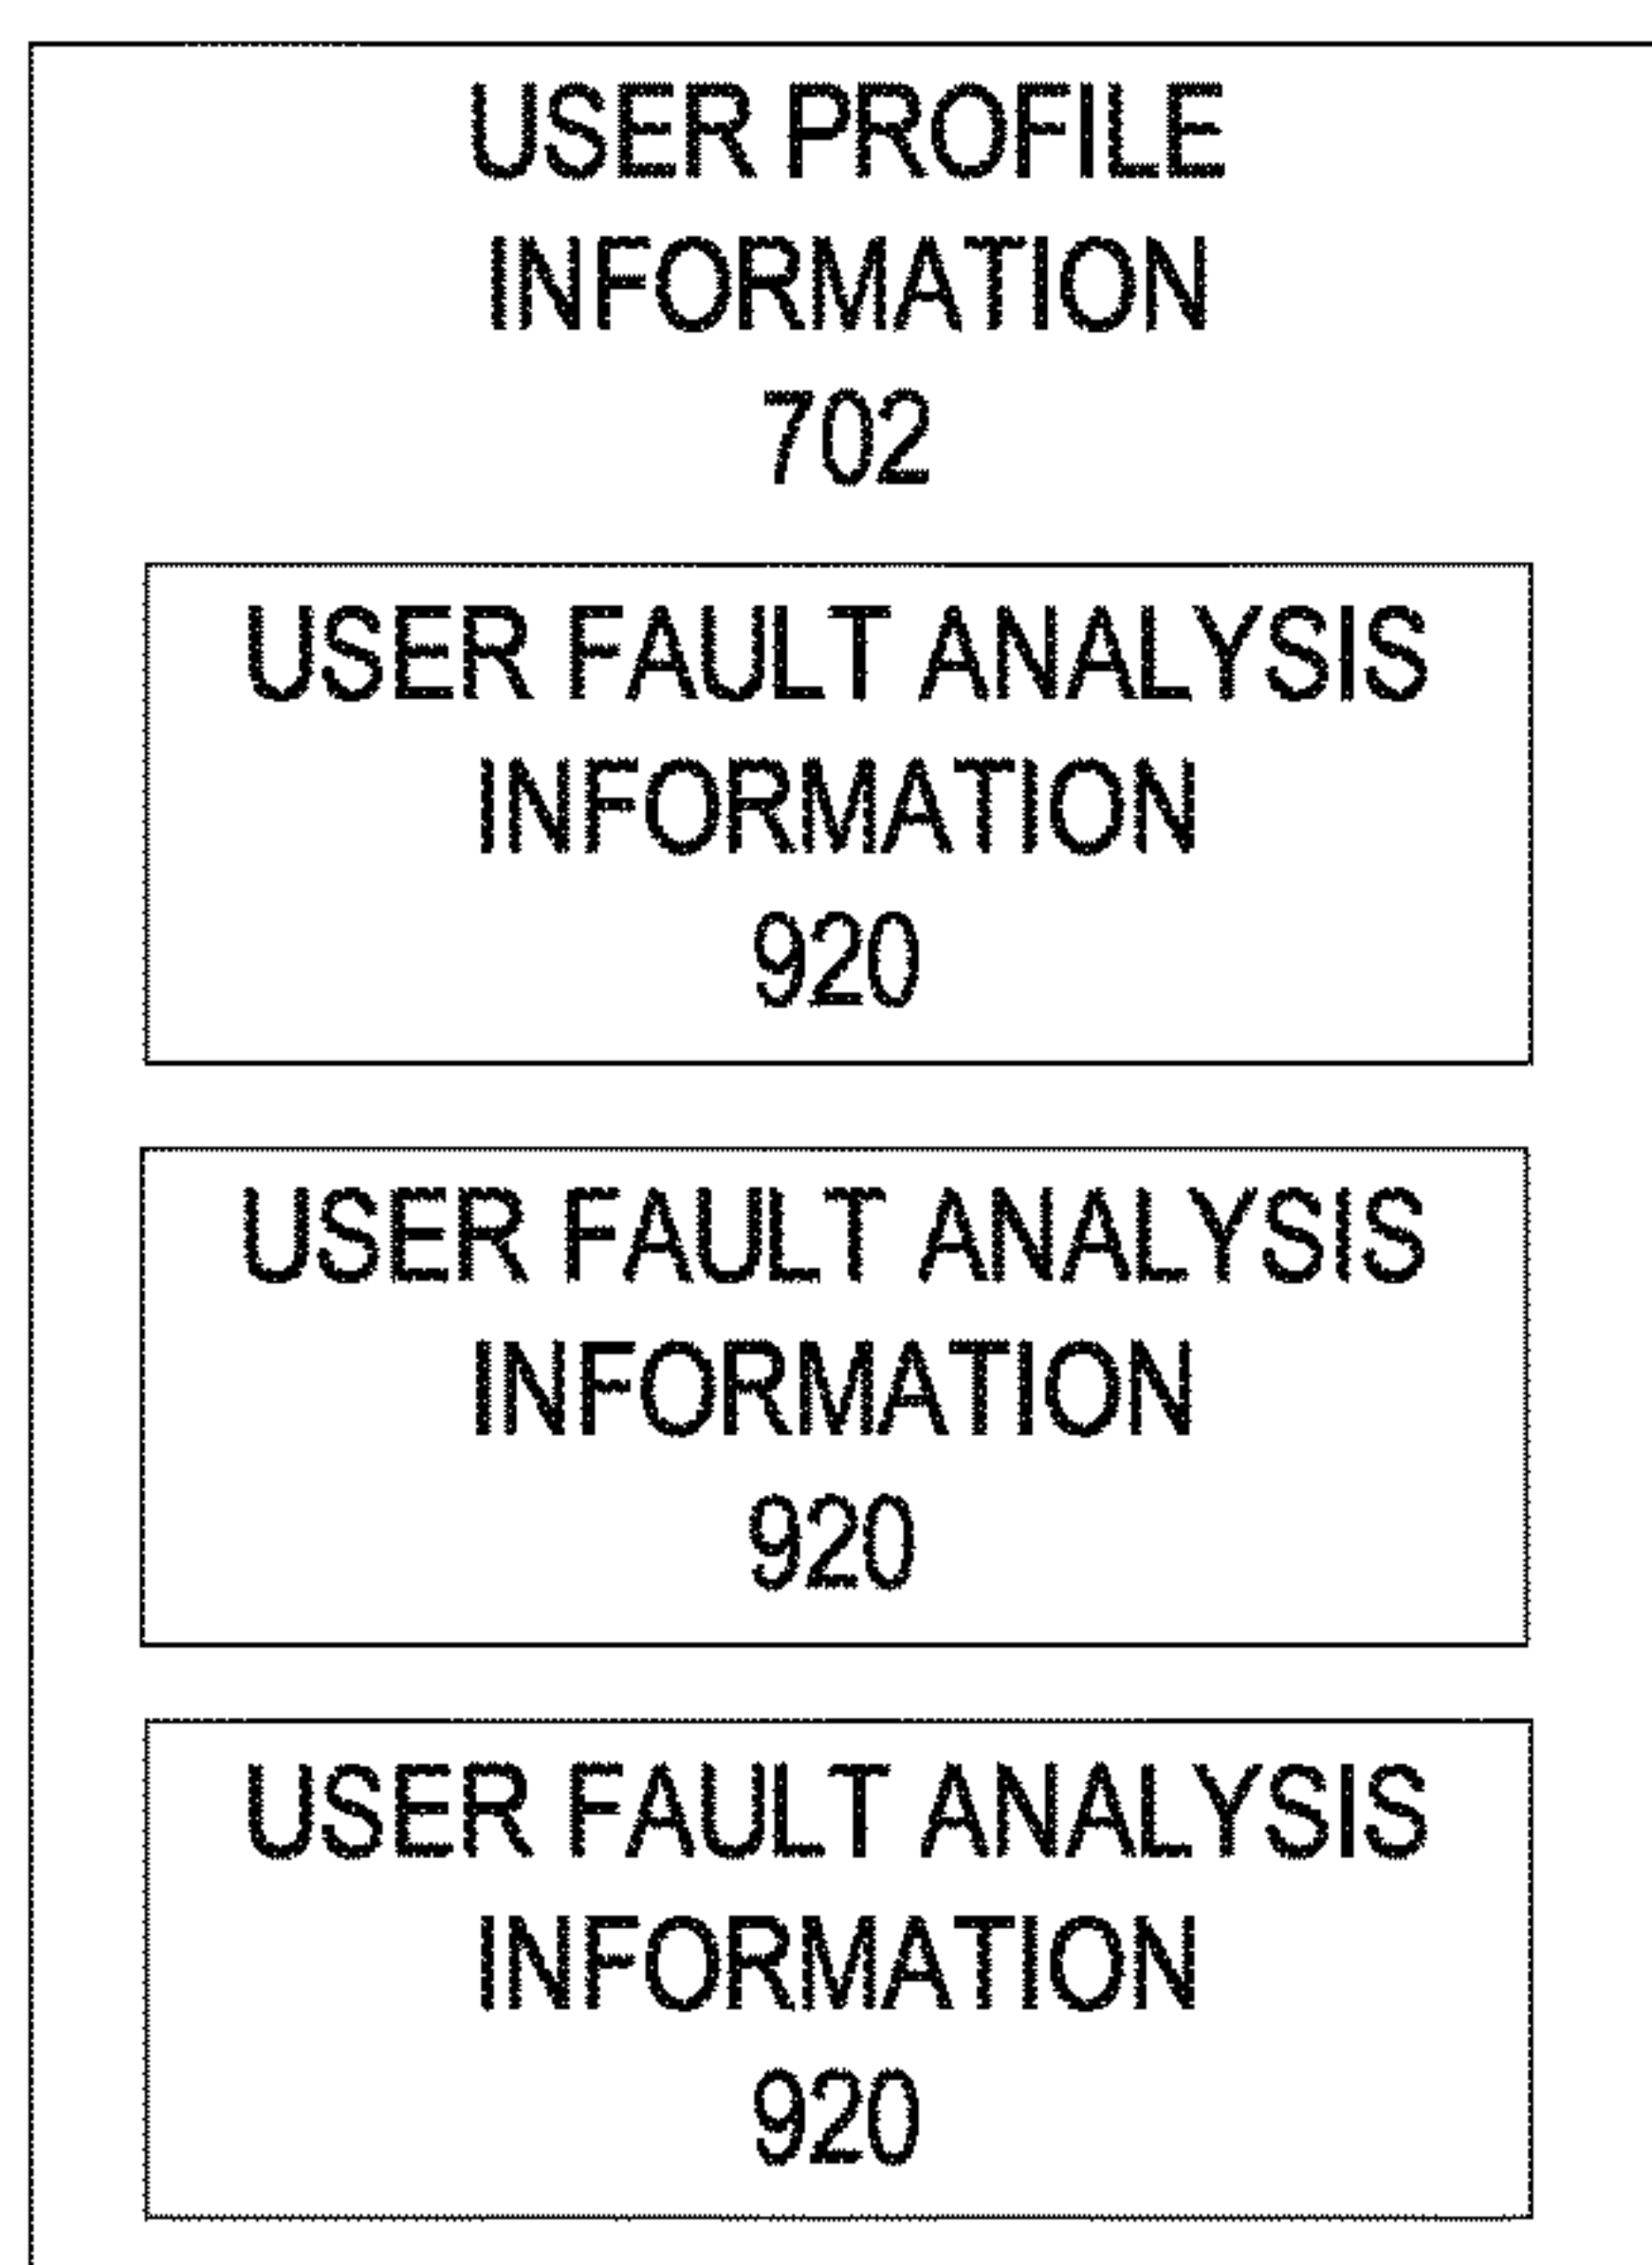 USER PROFILE
INFORMATION
702
USER FAULT ANALYSIS
INFORMATION
920
USER FAULT ANALYSIS
INFORMATION
920
USER FAULT ANALYSIS
INFORMATION
920